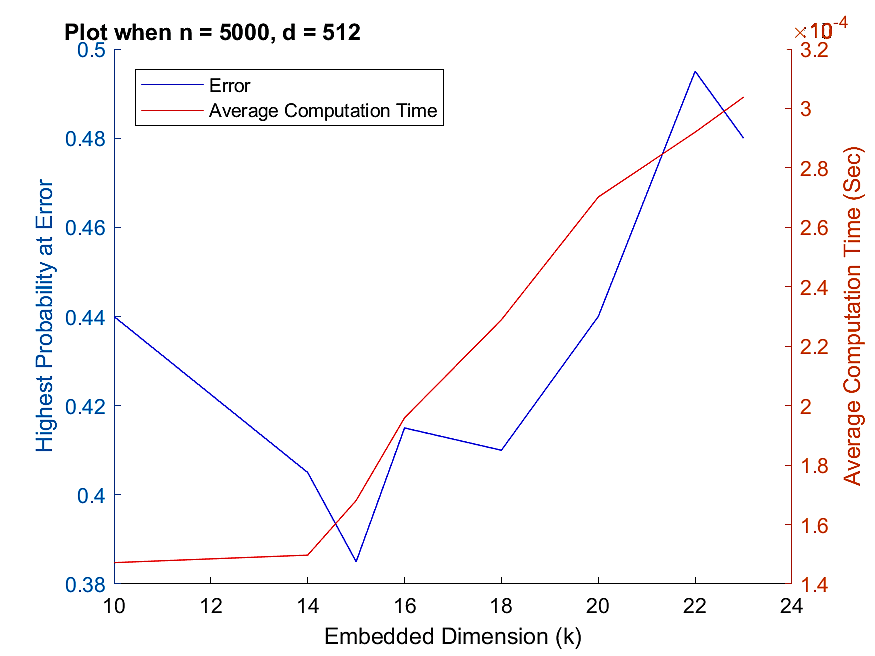 Plot when n = 5000, d = 512
×10-4
Error
Average Computation Time
0.5
0.48
0.46
0.44
0.42
0.4
0.38
Highest Probability at Error
3.2
3
2.8
2.6
2.4
2.2
2
1.8
1.6
1.4
Average Computation Time (Sec)
10 12 14 16 18 20 22 24
Embedded Dimension (k)